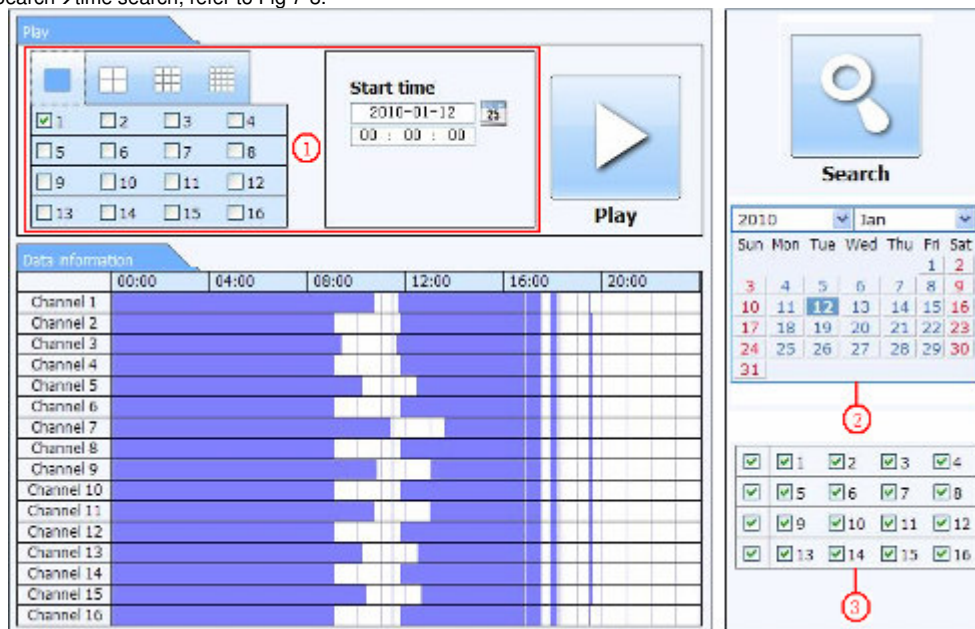 search→time search, refer to Fig 7-6.
Play
Start time
2010-01-12 25
00 : 00 : 00
1 2 3 4
5 6 7 8
9 10 11 12
13 14 15 16
1
Play
Data information
00:00 04:00 08:00 12:00 16:00 20:00
Channel 1
Channel 2
Channel 3
Channel 4
Channel 5
Channel 6
Channel 7
Channel 8
Channel 9
Channel 10
Channel 11
Channel 12
Channel 13
Channel 14
Channel 15
Channel 16
Search
2010 Jan
Sun Mon Tue Wed Thu Fri Sat
1 2
3 4 5 6 7 8 9
10 11 12 13 14 15 16
17 18 19 20 21 22 23
24 25 26 27 28 29 30
31
2
1 2 3 4
5 6 7 8
9 10 11 12
13 14 15 16
3